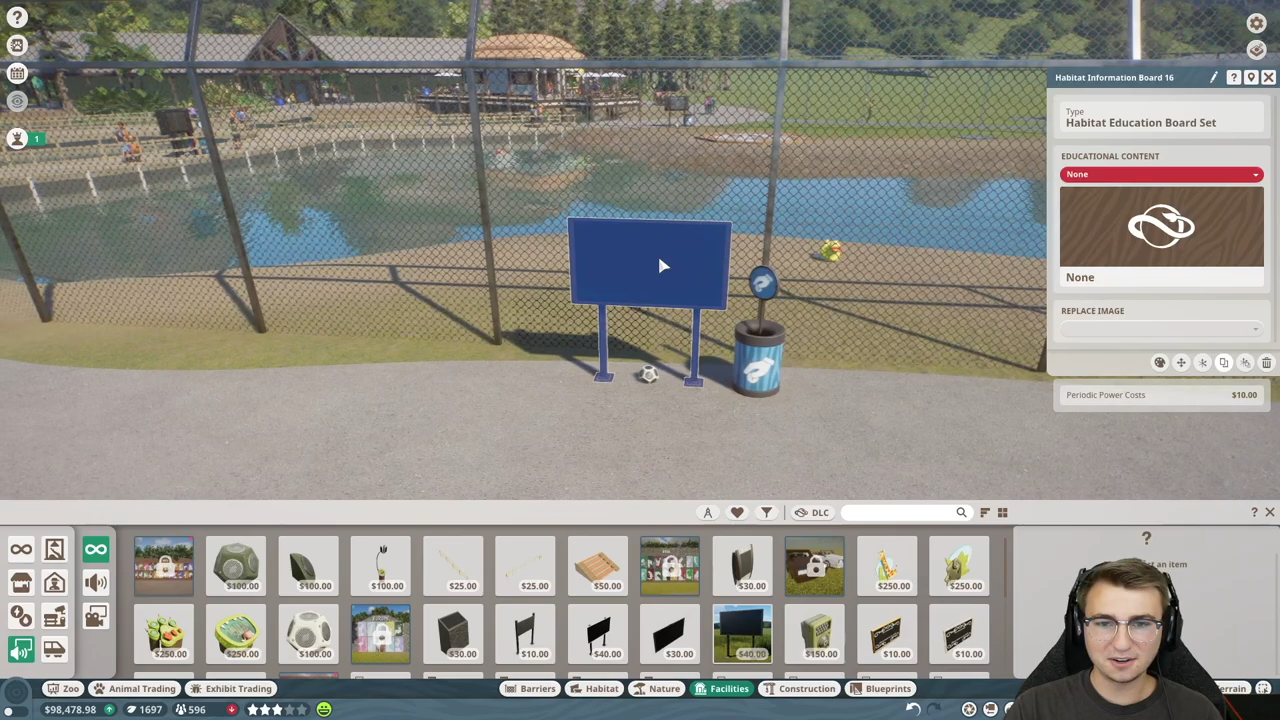 ?
1
Habitat Information Board 16
?
Type
Habitat Education Board Set
EDUCATIONAL CONTENT
None
None
REPLACE IMAGE
Periodic Power Costs $10.00
DLC
?
$100.00 $100.00 $100.00 $25.00 $25.00 $50.00 $30.00 $250.00 $250.00
?
$250.00 $250.00 $100.00 $30.00 $10.00 $40.00 $30.00 $40.00 $150.00 $10.00 $10.00
Zoo Animal Trading Exhibit Trading Barriers Habitat Nature Facilities Construction Blueprints
$98,478.98 1697 596